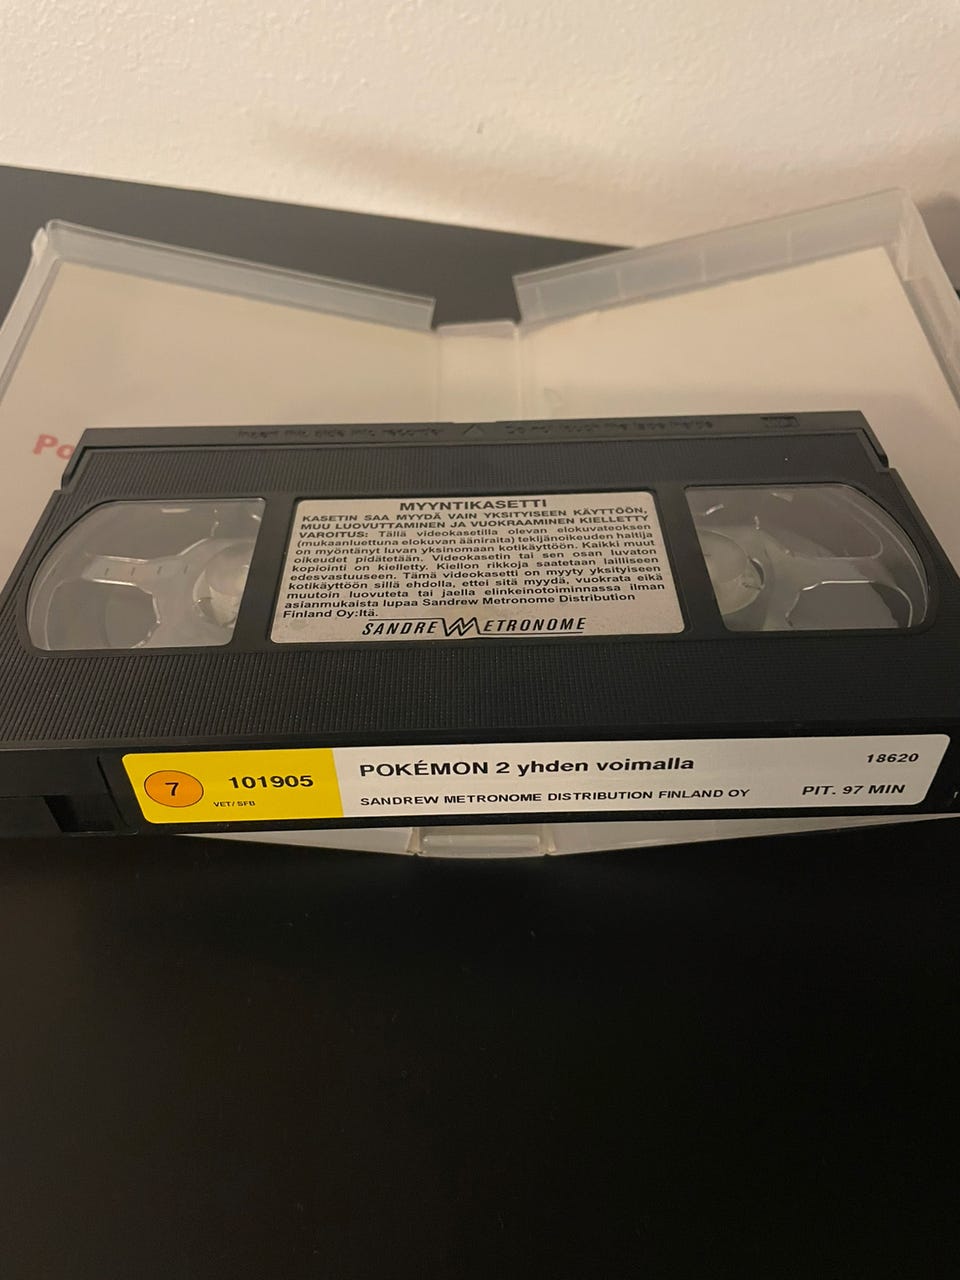 Po
MYYNTIKASETTI
KASETIN SAA MYYDÄ VAIN YKSITYISEEN KÄYTTÖÖN,
MUU LUOVUTTAMINEN JA VUOKRAAMINEN KIELLETTY
VAROITUS: Tällä videokasetilla olevan elokuvateoksen
(mukaanluettuna elokuvan ääniraita) tekijänoikeuden haltija
on myöntänyt luvan yksinomaan kotikäyttöön. Kaikki muut
oikeudet pidätetään. Videokasetin tai sen osan luvaton
kopiointi on kielletty. Kiellon rikkoja saatetaan lailliseen
edesvastuuseen. Tämä videokasetti on myyty yksityiseen
kotikäyttöön sillä ehdolla, ettei sitä myydä, vuokrata eikä
muutoin luovuteta tai jaella elinkeinotoiminnassa ilman
asianmukaista lupaa Sandrew Metronome Distribution
Finland Oy:ltä.
SANDREW METRONOME
7
101905
VET/ SFB
POKÉMON 2 yhden voimalla
18620
SANDREW METRONOME DISTRIBUTION FINLAND OY
PIT. 97 MIN